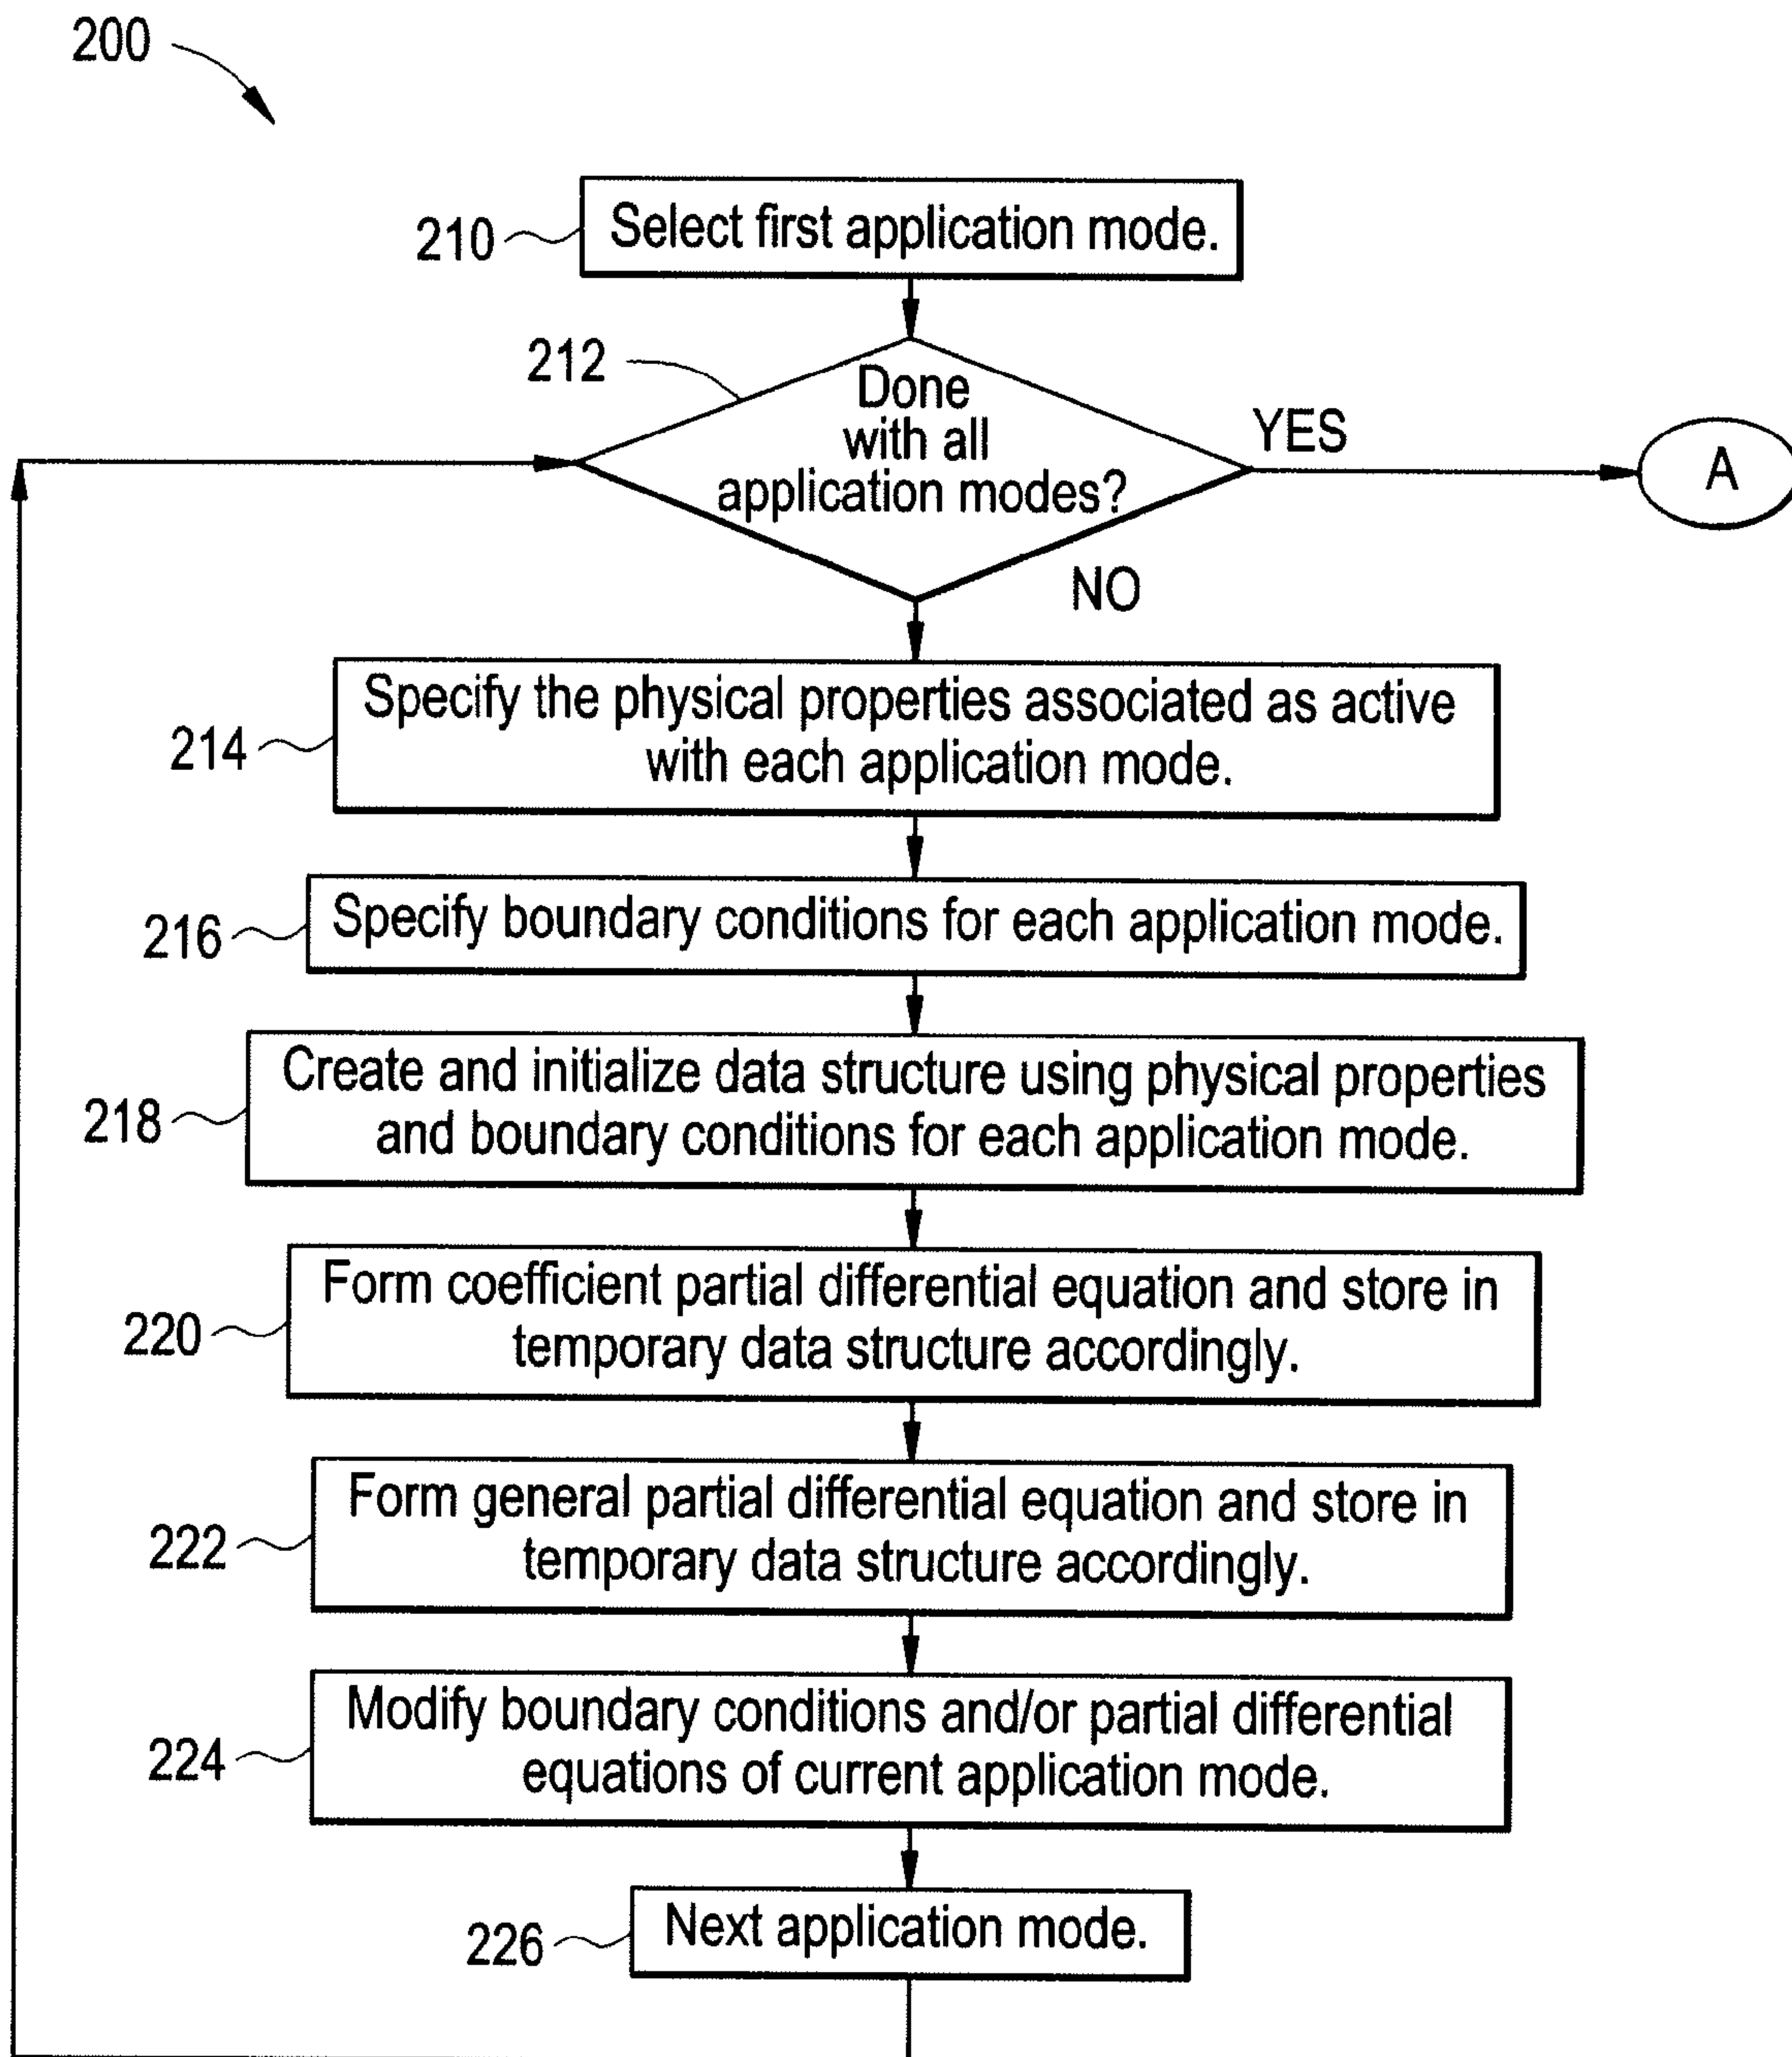 200
210
Select first application mode.
212
Done
with all
application modes?
YES
A
NO
214
Specify the physical properties associated as active
with each application mode.
216
Specify boundary conditions for each application mode.
218
Create and initialize data structure using physical properties
and boundary conditions for each application mode.
220
Form coefficient partial differential equation and store in
temporary data structure accordingly.
222
Form general partial differential equation and store in
temporary data structure accordingly.
224
Modify boundary conditions and/or partial differential
equations of current application mode.
226
Next application mode.